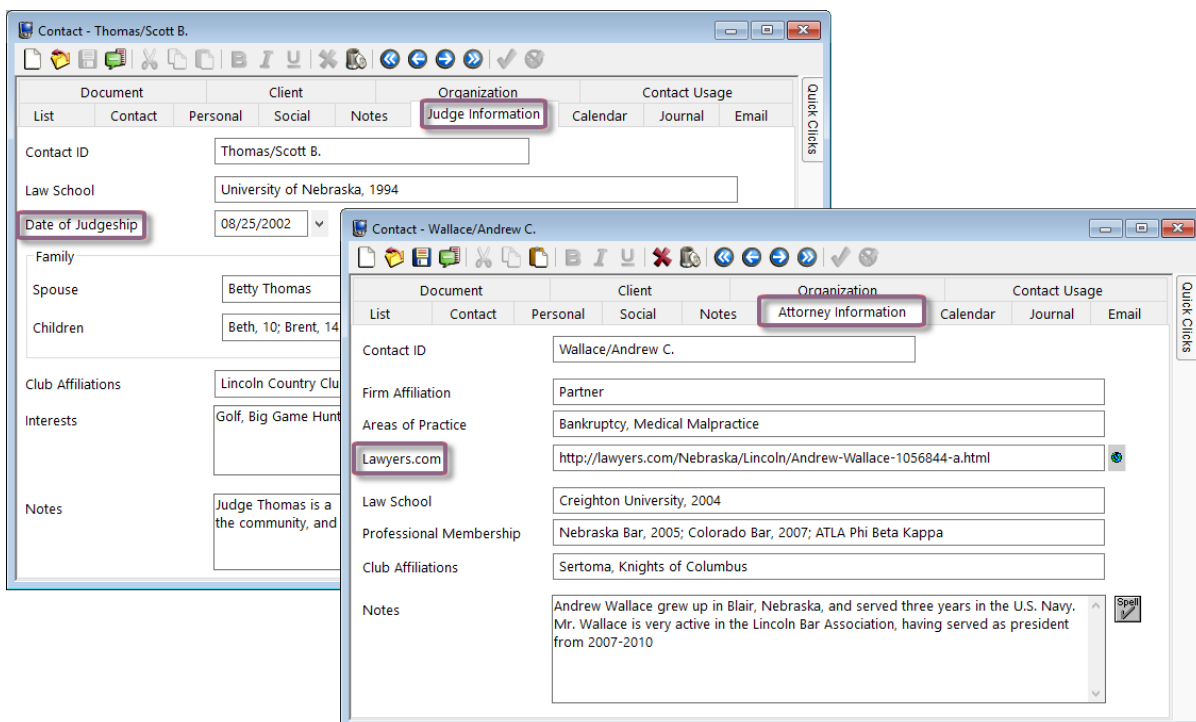 Contact - Thomas/Scott B.
B I U
Document Client Organization Contact Usage
List Contact Personal Social Notes Judge Information Calendar Journal Email
Quick Clicks
Contact ID Thomas/Scott B.
Law School University of Nebraska, 1994
Date of Judgeship 08/25/2002
Family
Spouse Betty Thomas
Children Beth, 10; Brent, 14
Club Affiliations Lincoln Country Clu
Interests Golf, Big Game Hunt
Notes Judge Thomas is a
the community, and
Contact - Wallace/Andrew C.
B I U
Document Client Organization Contact Usage
List Contact Personal Social Notes Attorney Information Calendar Journal Email
Quick Clicks
Contact ID Wallace/Andrew C.
Firm Affiliation Partner
Areas of Practice Bankruptcy, Medical Malpractice
Lawyers.com http://lawyers.com/Nebraska/Lincoln/Andrew-Wallace-1056844-a.html
Law School Creighton University, 2004
Professional Membership Nebraska Bar, 2005; Colorado Bar, 2007; ATLA Phi Beta Kappa
Club Affiliations Sertoma, Knights of Columbus
Notes Andrew Wallace grew up in Blair, Nebraska, and served three years in the U.S. Navy. Spell
Mr. Wallace is very active in the Lincoln Bar Association, having served as president
from 2007-2010